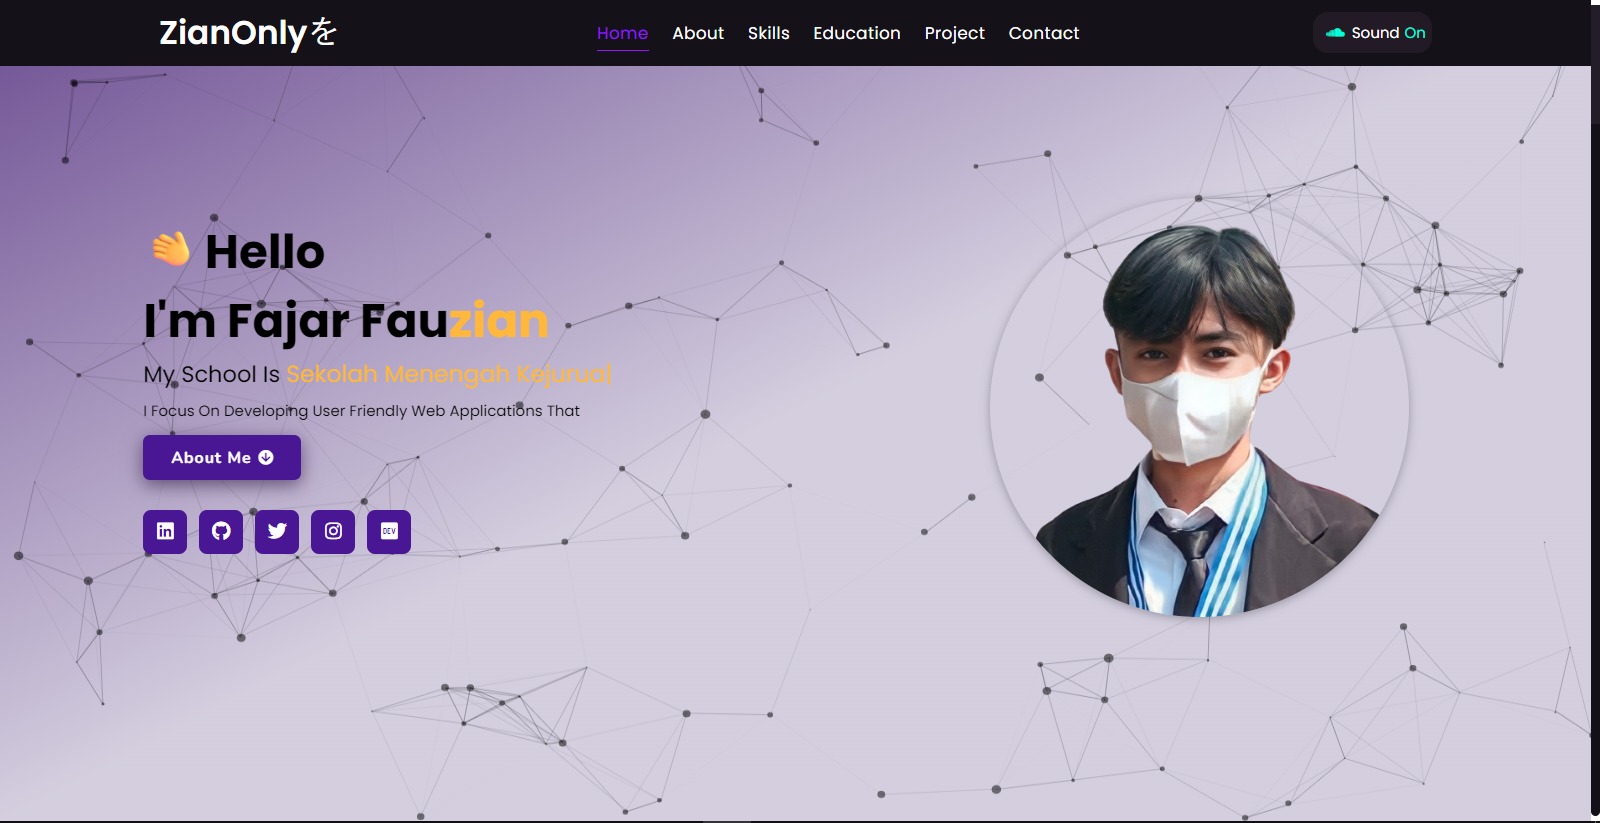 ZianOnlyを
Home About Skills Education Project Contact
Sound On
Hello
I'm Fajar Fauzian
My School Is Sekolah Menengah Kejurua|
I Focus On Developing User Friendly Web Applications That
About Me
DEV